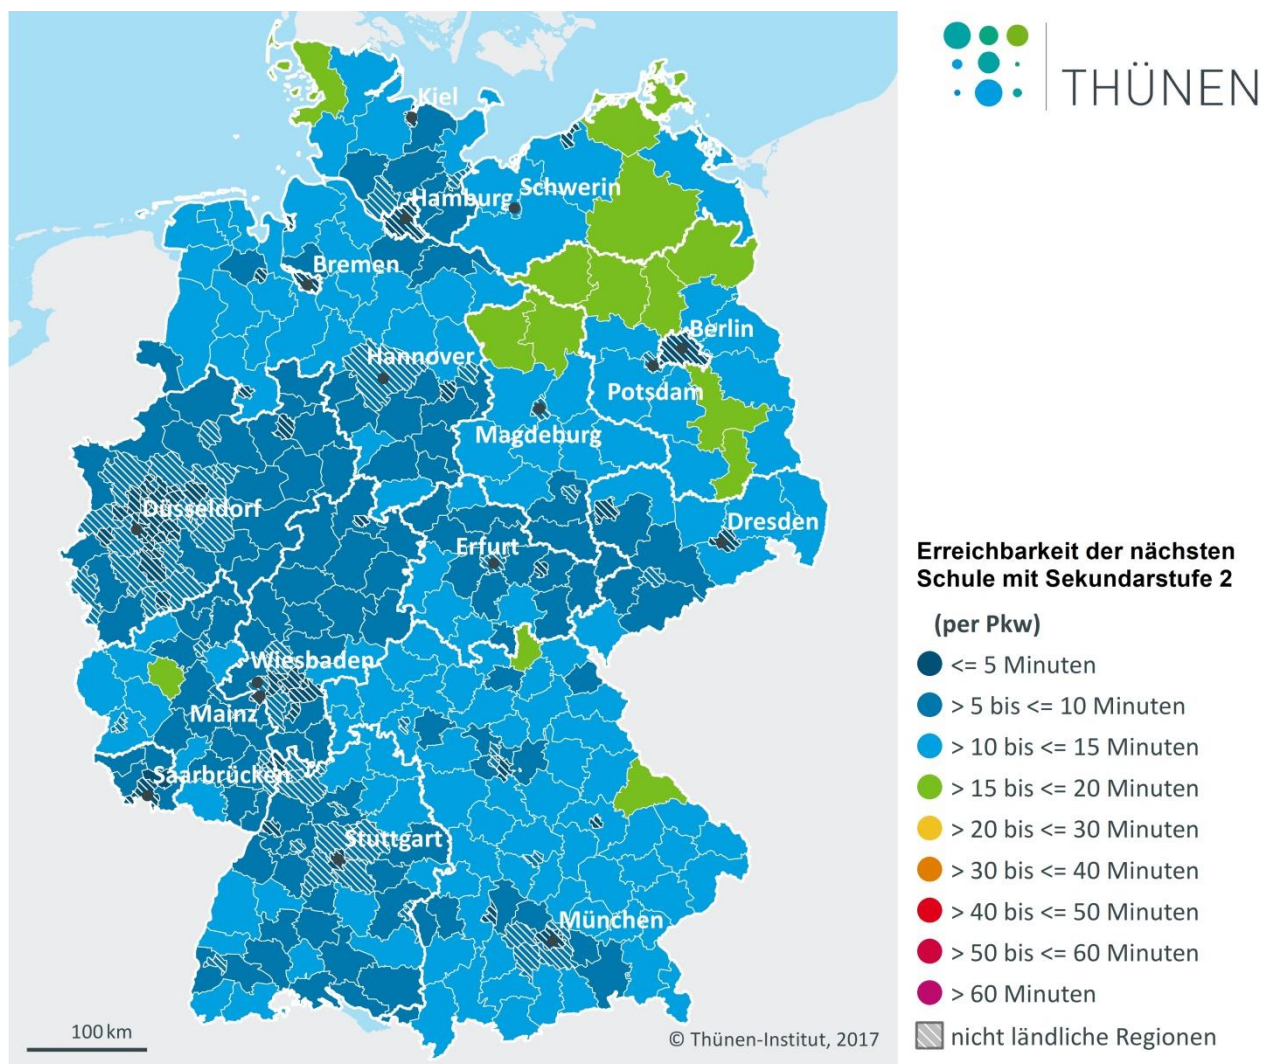 THÜNEN
Kiel
Schwerin
Hamburg
Bremen
Berlin
Hannover
Potsdam
Magdeburg
Düsseldorf
Dresden
Erfurt
Wiesbaden
Mainz
Saarbrücken
Stuttgart
München
100 km
© Thünen-Institut, 2017
Erreichbarkeit der nächsten
Schule mit Sekundarstufe 2
(per Pkw)
<= 5 Minuten
> 5 bis <= 10 Minuten
> 10 bis <= 15 Minuten
> 15 bis <= 20 Minuten
> 20 bis <= 30 Minuten
> 30 bis <= 40 Minuten
> 40 bis <= 50 Minuten
> 50 bis <= 60 Minuten
> 60 Minuten
nicht ländliche Regionen